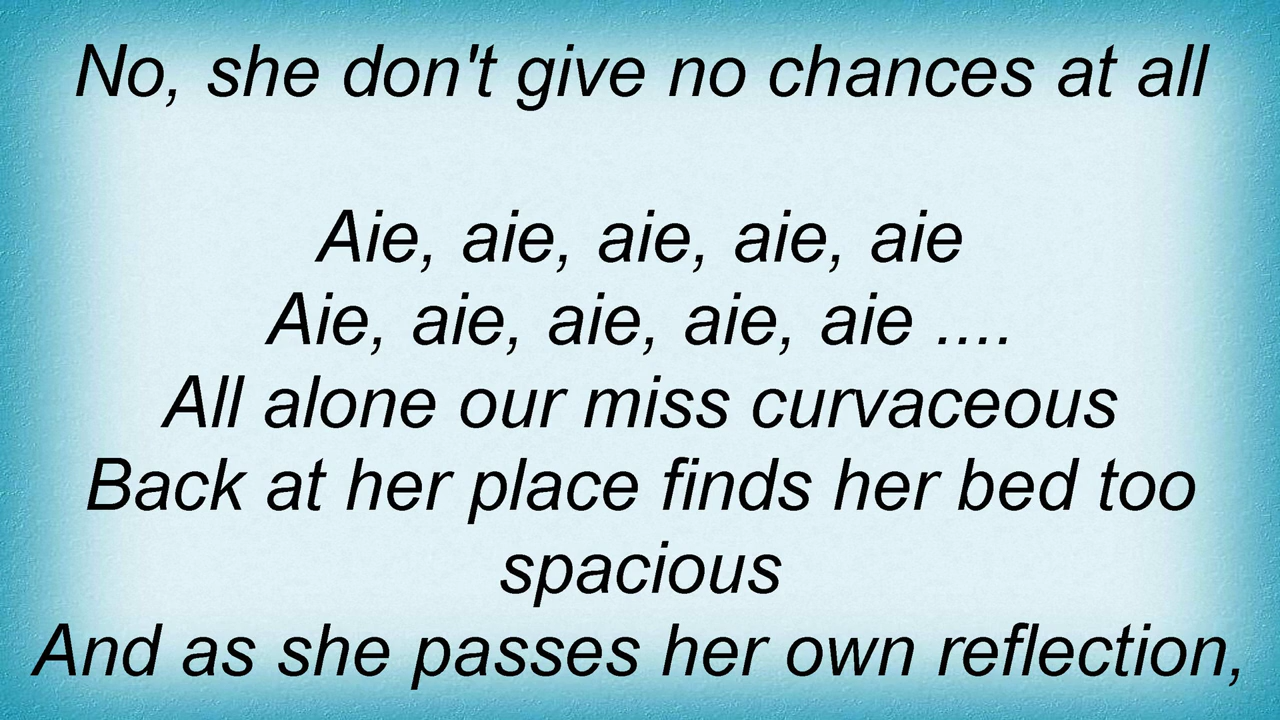 No, she don't give no chances at all
Aie, aie, aie, aie, aie
Aie, aie, aie, aie, aie ....
All alone our miss curvaceous
Back at her place finds her bed too
spacious
And as she passes her own reflection,